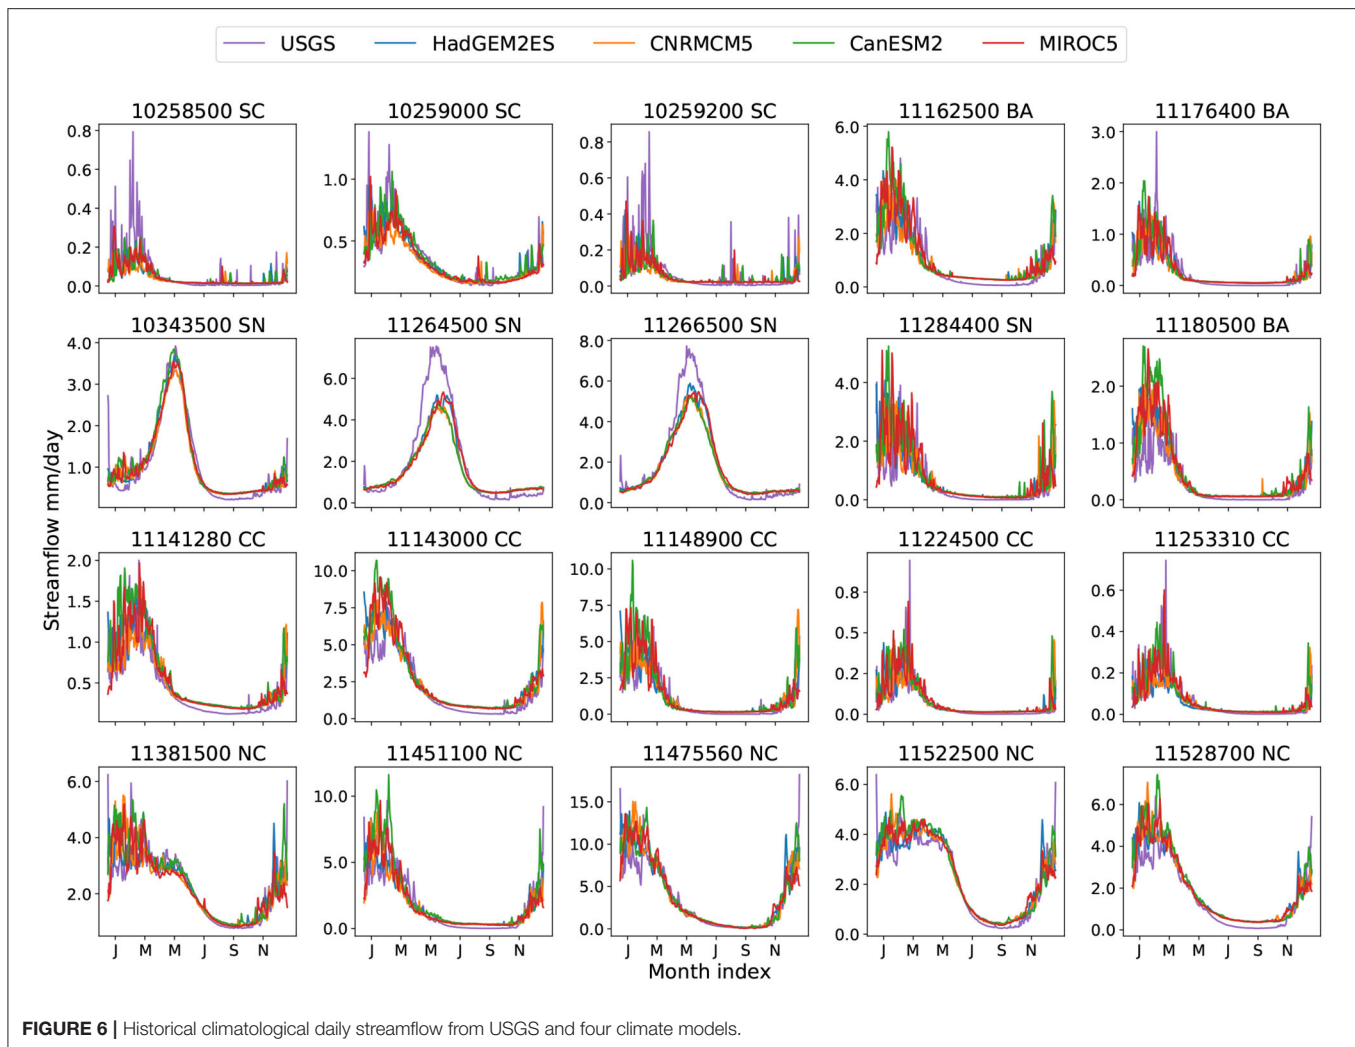 USGS HadGEM2ES CNRMCM5 CanESM2 MIROC5
10258500 SC 10259000 SC 10259200 SC 11162500 BA 11176400 BA
0.8 0.6 0.4 0.2 0.0
1.0 0.5
0.8 0.6 0.4 0.2 0.0
6.0 4.0 2.0 0.0
3.0 2.0 1.0 0.0
10343500 SN 11264500 SN 11266500 SN 11284400 SN 11180500 BA
4.0 3.0 2.0 1.0
6.0 4.0 2.0 0.0
8.0 6.0 4.0 2.0 0.0
4.0 2.0 0.0
2.0 1.0 0.0
Streamflow mm/day
11141280 CC 11143000 CC 11148900 CC 11224500 CC 11253310 CC
2.0 1.5 1.0 0.5
10.0 7.5 5.0 2.5 0.0
10.0 7.5 5.0 2.5 0.0
0.8 0.5 0.2 0.0
0.6 0.4 0.2 0.0
11381500 NC 11451100 NC 11475560 NC 11522500 NC 11528700 NC
6.0 4.0 2.0
10.0 5.0 0.0
15.0 10.0 5.0 0.0
6.0 4.0 2.0 0.0
6.0 4.0 2.0 0.0
J M M J S N J M M J S N J M M J S N J M M J S N J M M J S N
Month index
FIGURE 6 | Historical climatological daily streamflow from USGS and four climate models.